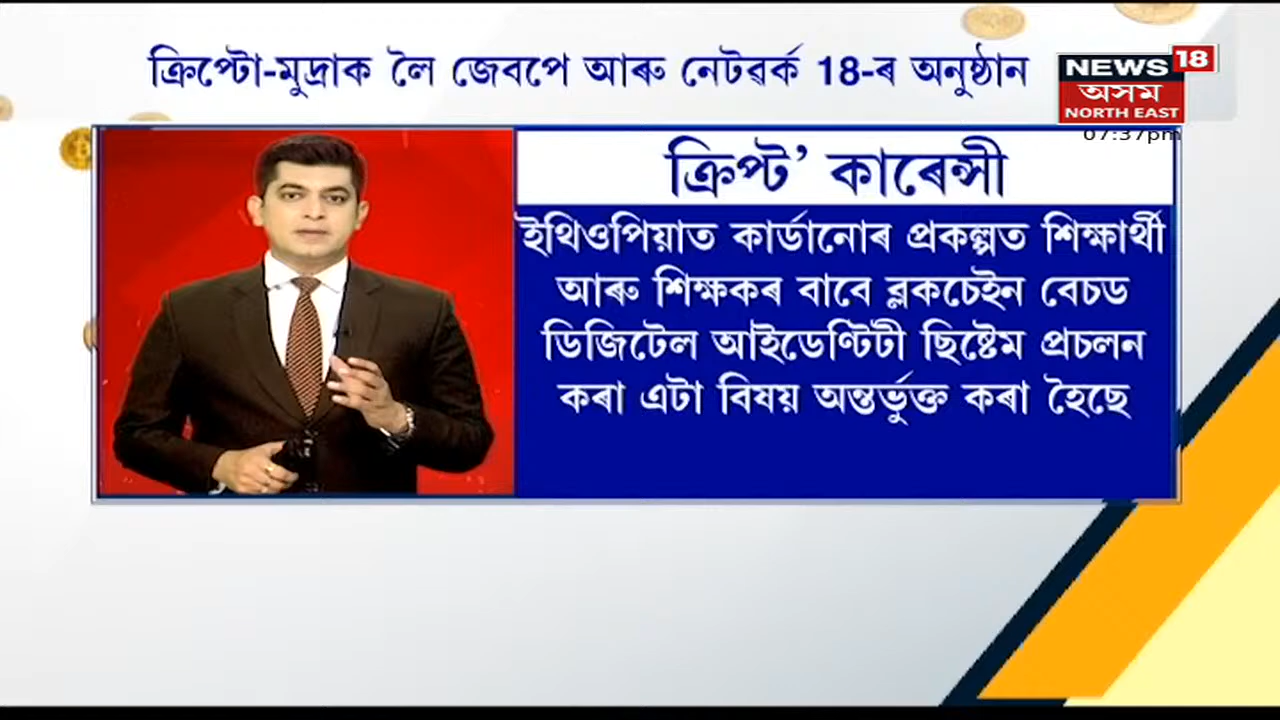 ক্রিপ্টো-মুদ্ৰাক লৈ জেবপে আৰু নেটৱৰ্ক 18-ৰ অনুষ্ঠান
NEWS 18
অসম
NORTH EAST
07:37pm
ক্রিপ্ট’ কাৰেন্সী
ইথিওপিয়াত কাৰ্ডানোৰ প্ৰকল্পত শিক্ষাৰ্থী
আৰু শিক্ষকৰ বাবে ব্লকচেইন বেচড
ডিজিটেল আইডেণ্টিটী ছিষ্টেম প্ৰচলন
কৰা এটা বিষয় অন্তৰ্ভুক্ত কৰা হৈছে